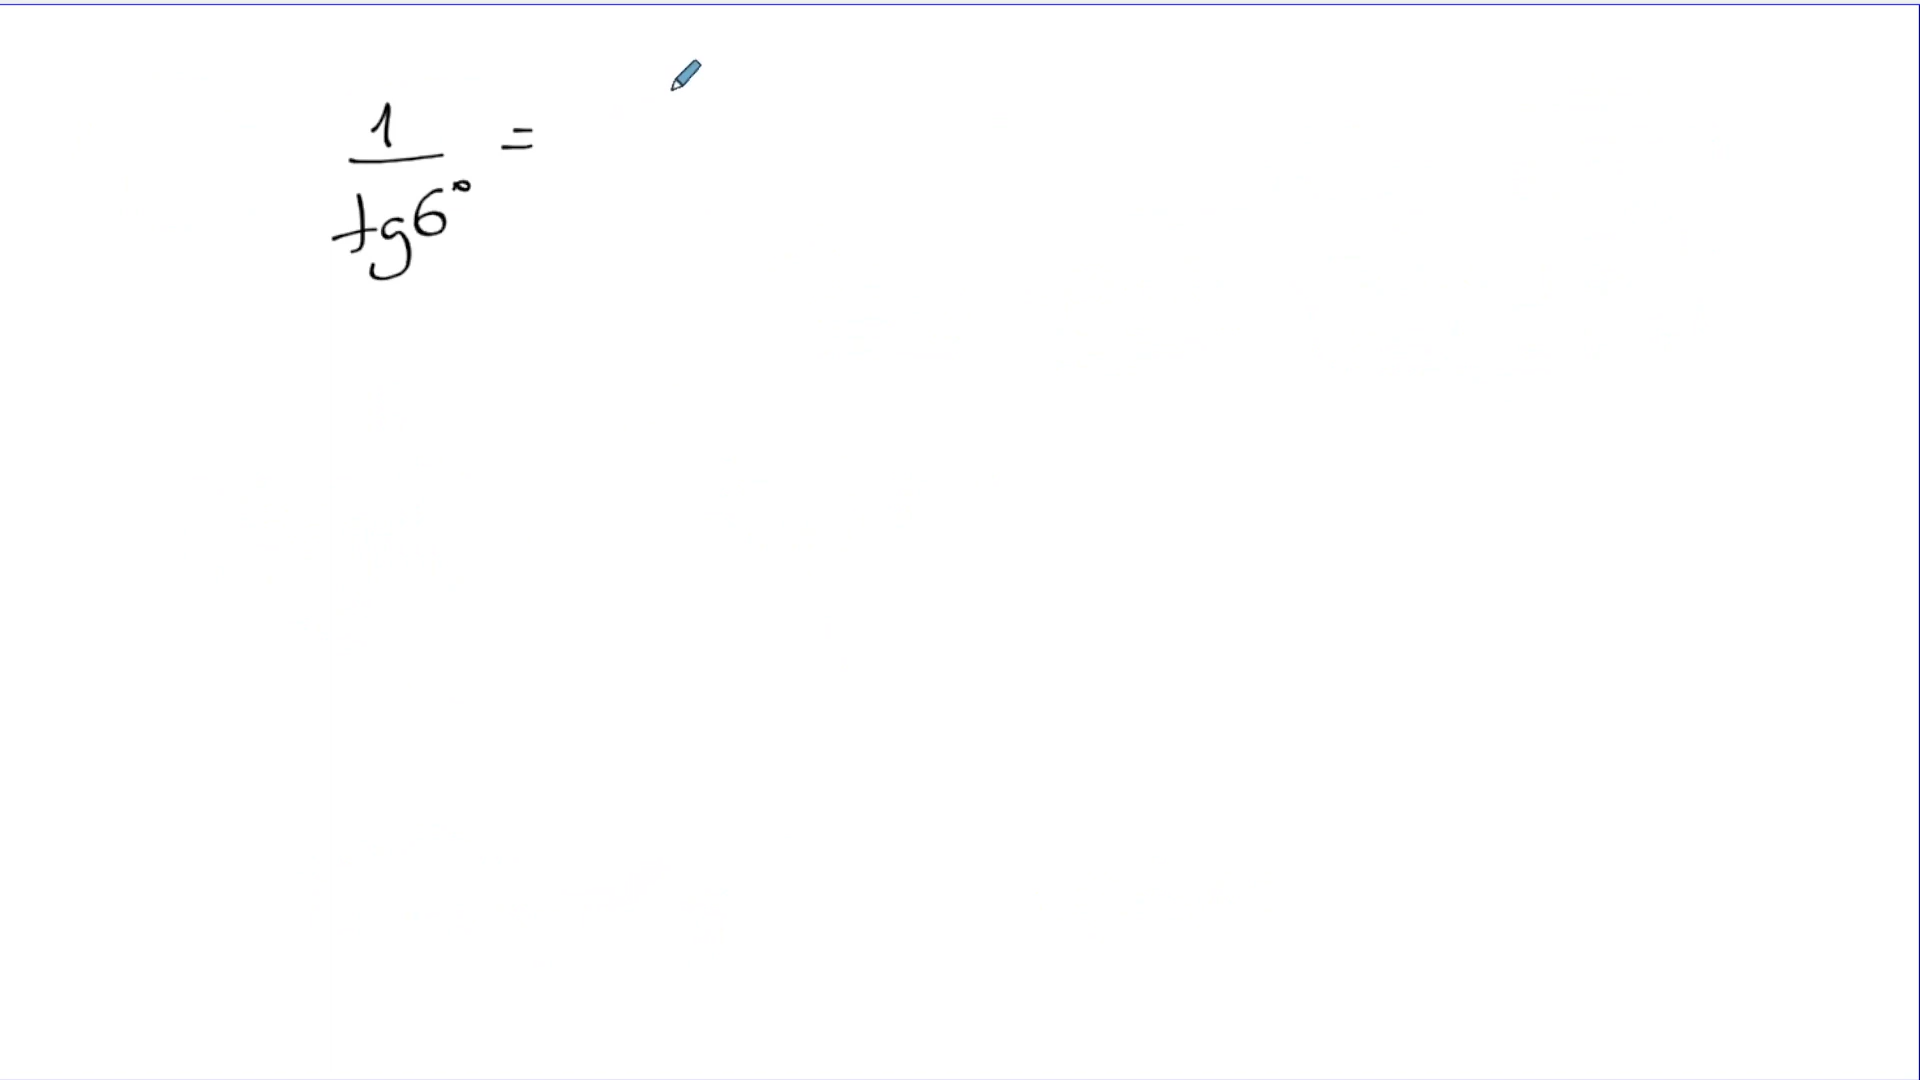 1
—— =
tg6°